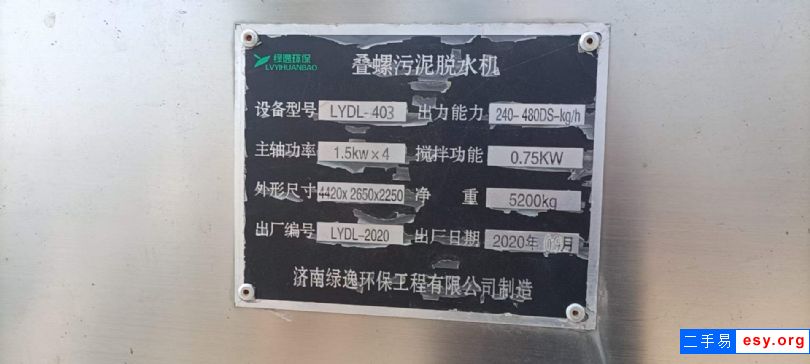 绿逸环保
LVYIHUANBAO
叠螺污泥脱水机
设备型号 LYDL-403 出力能力 240-480DS-kg/h
主轴功率 1.5kw×4 搅拌功能 0.75KW
外形尺寸 4420x2650x2250 净 重 5200kg
出厂编号 LYDL-2020 出厂日期 2020年 月
济南绿逸环保工程有限公司制造
二手易 esy.org